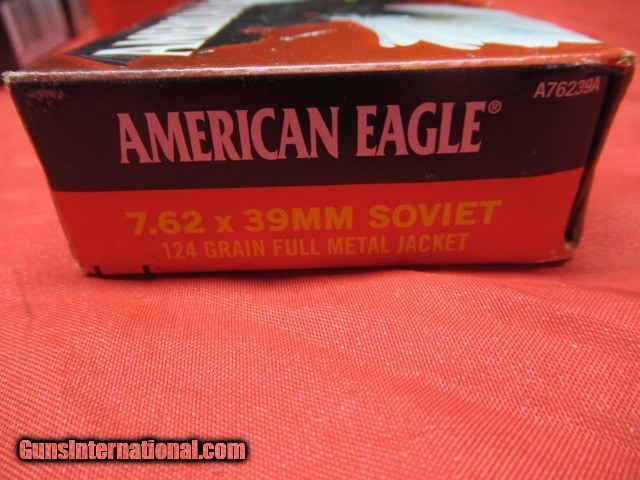 A76239A
AMERICAN EAGLE®
7.62 x 39MM SOVIET
124 GRAIN FULL METAL JACKET
GunsInternational.com